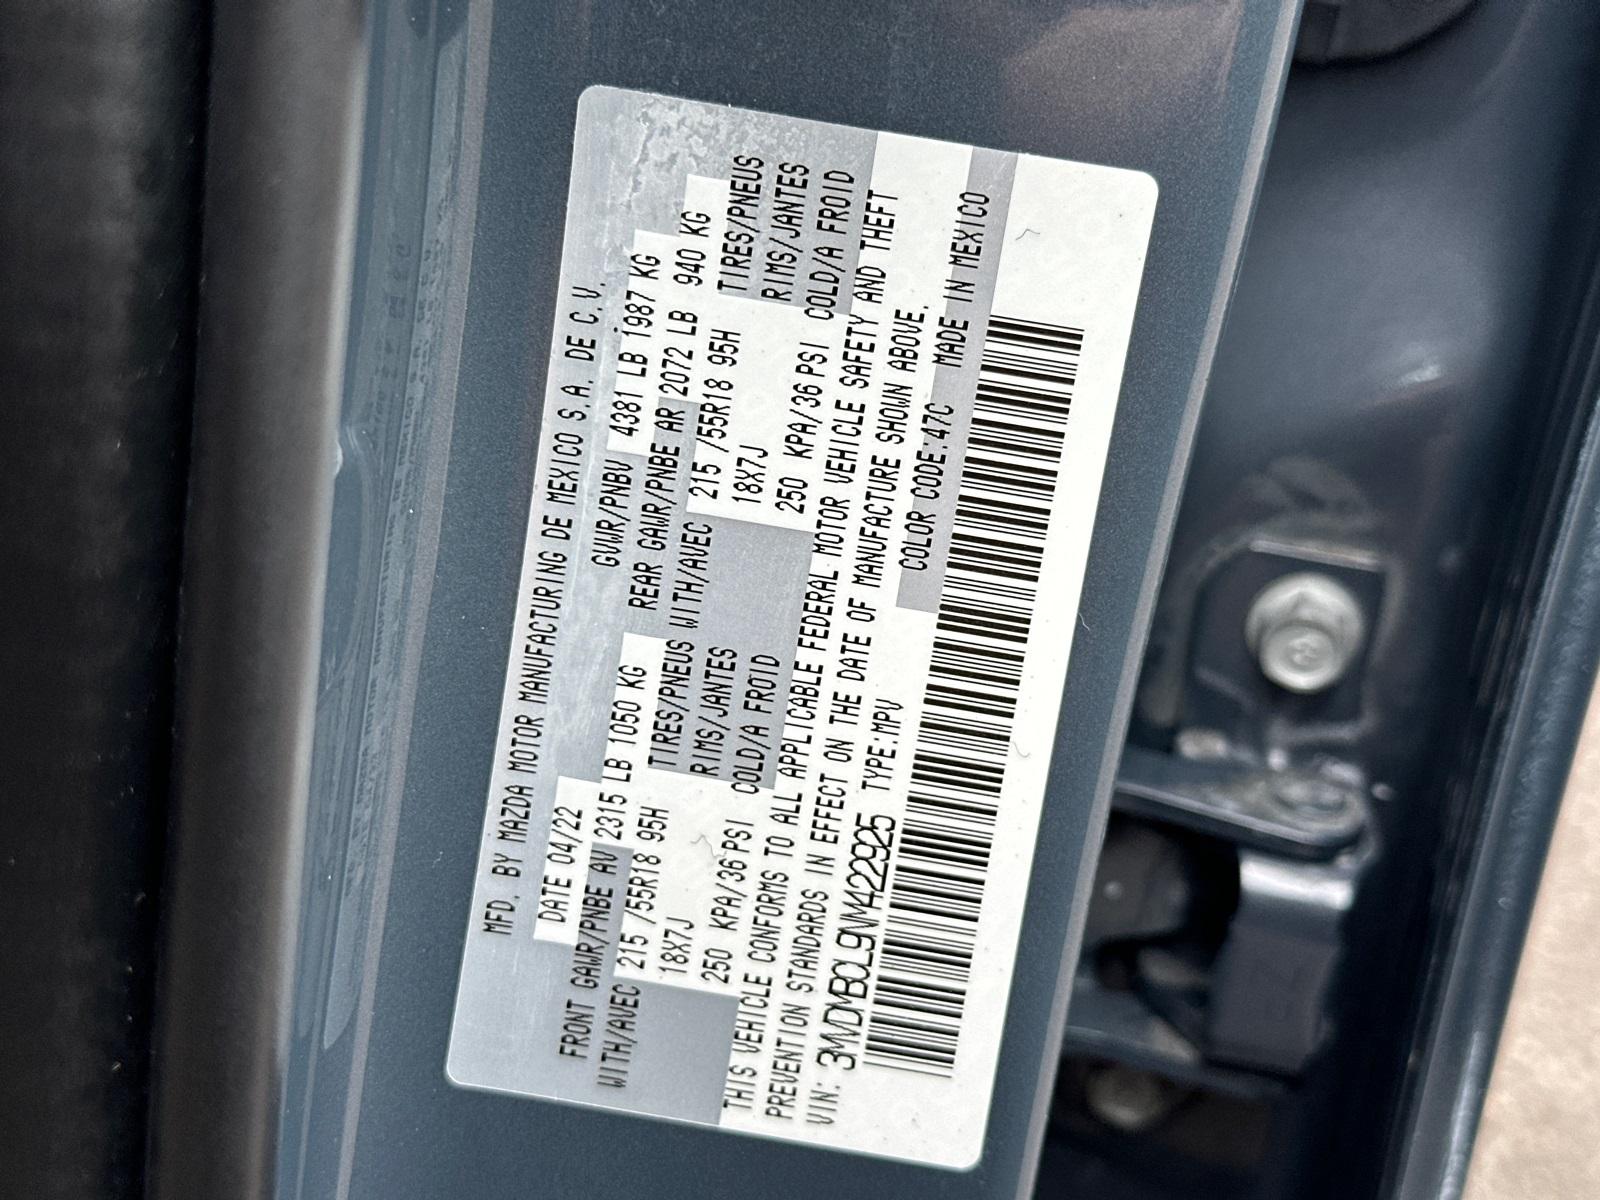 MFD. BY MAZDA MOTOR MANUFACTURING DE MEXICO S.A. DE C.V.
DATE 04/22 GVWR/PNBV 4381 LB 1987 KG
FRONT GAWR/PNBE AV 2315 LB 1050 KG REAR GAWR/PNBE AR 2072 LB 940 KG
WITH/AVEC 215 /55R18 95H TIRES/PNEUS WITH/AVEC 215 /55R18 95H TIRES/PNEUS
18X7J RIMS/JANTES 18X7J RIMS/JANTES
250 KPA/36 PSI COLD/A FROID 250 KPA/36 PSI COLD/A FROID
THIS VEHICLE CONFORMS TO ALL APPLICABLE FEDERAL MOTOR VEHICLE SAFETY AND THEFT
PREVENTION STANDARDS IN EFFECT ON THE DATE OF MANUFACTURE SHOWN ABOVE.
VIN: 3MVDMBCL9NM422925 TYPE:MPV COLOR CODE:47C MADE IN MEXICO